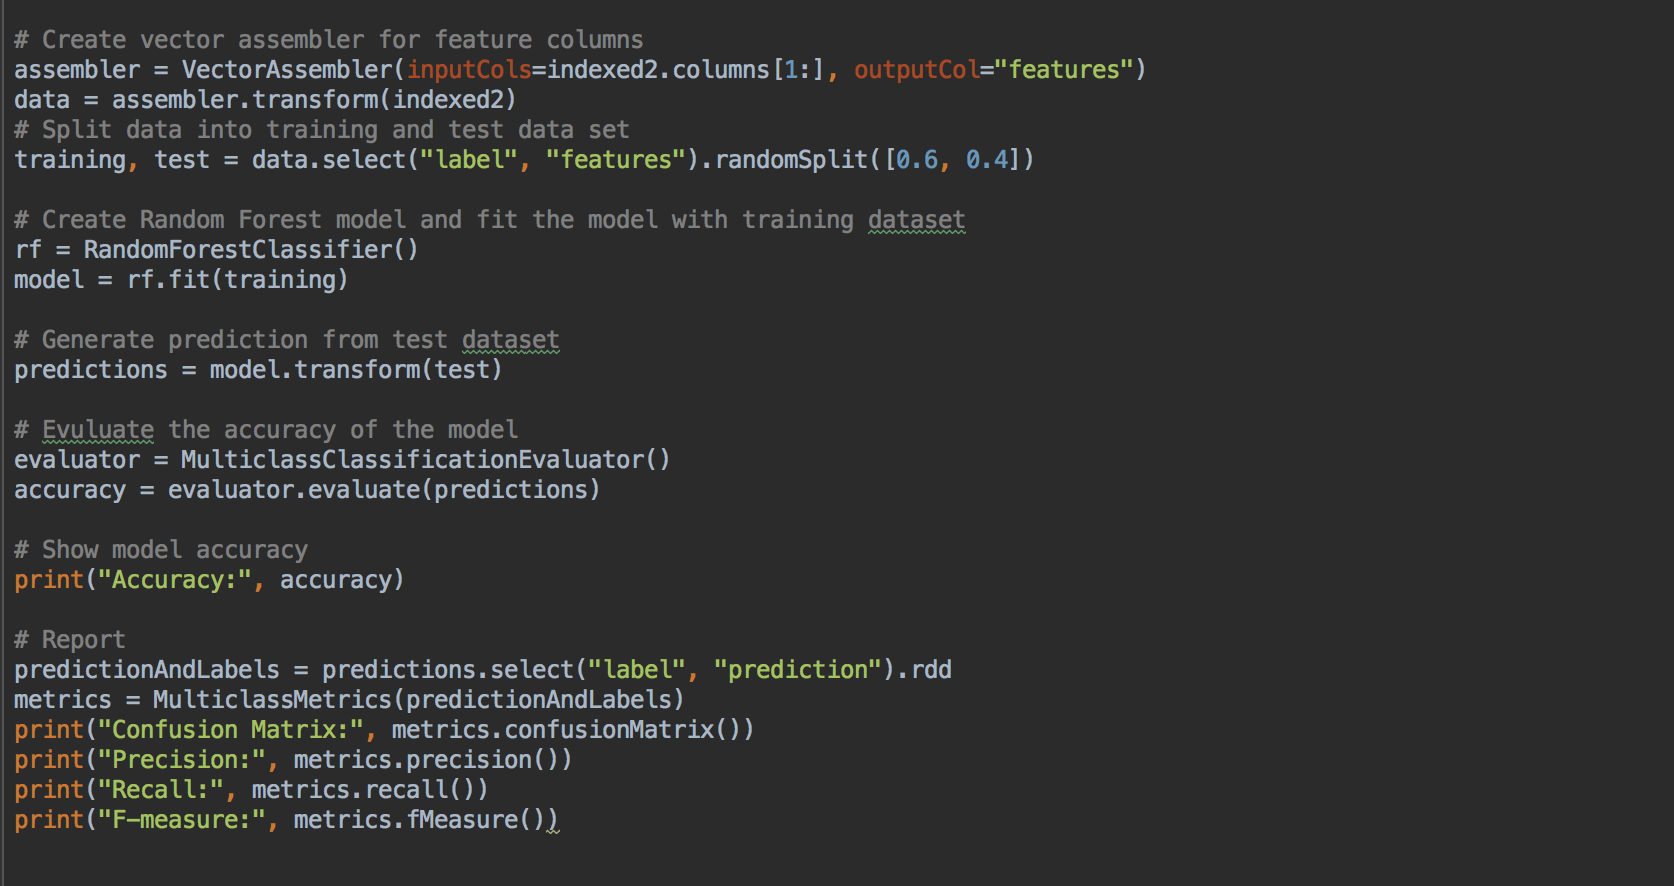 # Create vector assembler for feature columns
assembler = VectorAssembler(inputCols=indexed2.columns[1:], outputCol="features")
data = assembler.transform(indexed2)
# Split data into training and test data set
training, test = data.select("label", "features").randomSplit([0.6, 0.4])
# Create Random Forest model and fit the model with training dataset
rf = RandomForestClassifier()
model = rf.fit(training)
# Generate prediction from test dataset
predictions = model.transform(test)
# Evuluate the accuracy of the model
evaluator = MulticlassClassificationEvaluator()
accuracy = evaluator.evaluate(predictions)
# Show model accuracy
print("Accuracy:", accuracy)
# Report
predictionAndLabels = predictions.select("label", "prediction").rdd
metrics = MulticlassMetrics(predictionAndLabels)
print("Confusion Matrix:", metrics.confusionMatrix())
print("Precision:", metrics.precision())
print("Recall:", metrics.recall())
print("F-measure:", metrics.fMeasure())